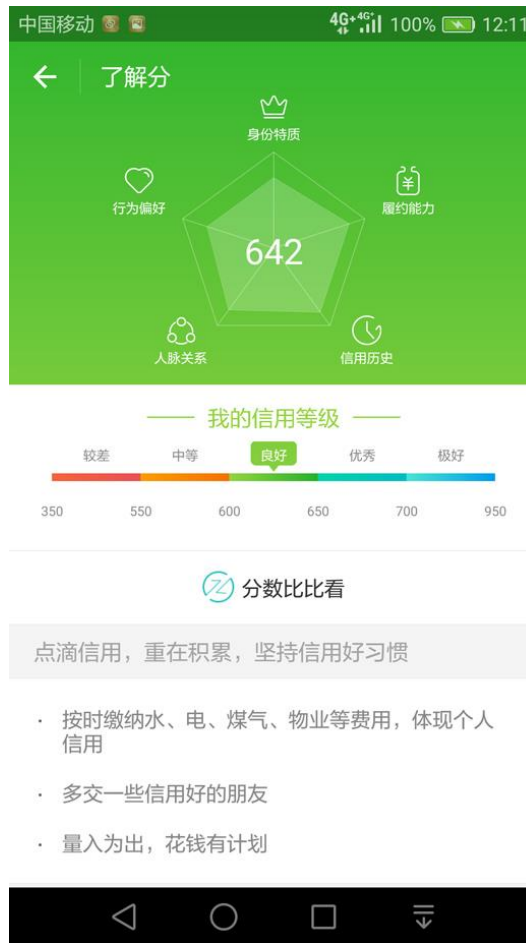 中国移动 4G+ 4G 100% 12:11
了解分
身份特质
行为偏好
履约能力
642
人脉关系
信用历史
我的信用等级
较差 中等 良好 优秀 极好
350 550 600 650 700 950
分数比比看
点滴信用，重在积累，坚持信用好习惯
· 按时缴纳水、电、煤气、物业等费用，体现个人
信用
· 多交一些信用好的朋友
· 量入为出，花钱有计划